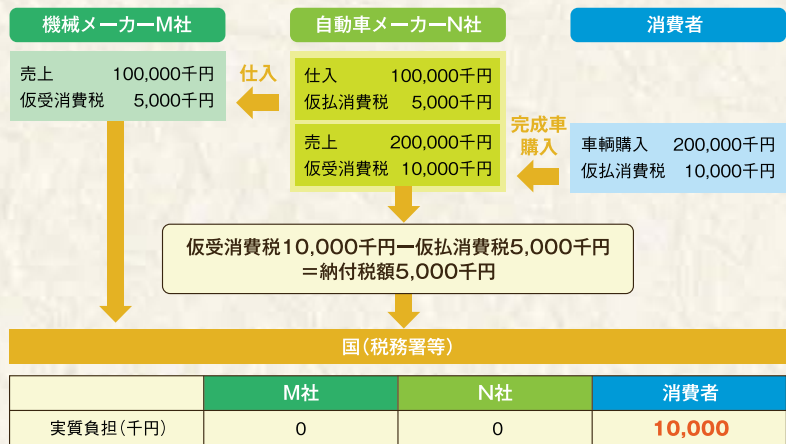 機械メーカーM社
自動車メーカーN社
消費者
売上 100,000千円
仮受消費税 5,000千円
仕入
仕入 100,000千円
仮払消費税 5,000千円
売上 200,000千円
仮受消費税 10,000千円
完成車
購入
車輌購入 200,000千円
仮払消費税 10,000千円
仮受消費税10,000千円ー仮払消費税5,000千円
＝納付税額5,000千円
国（税務署等）
M社 N社 消費者
実質負担（千円） 0 0 10,000